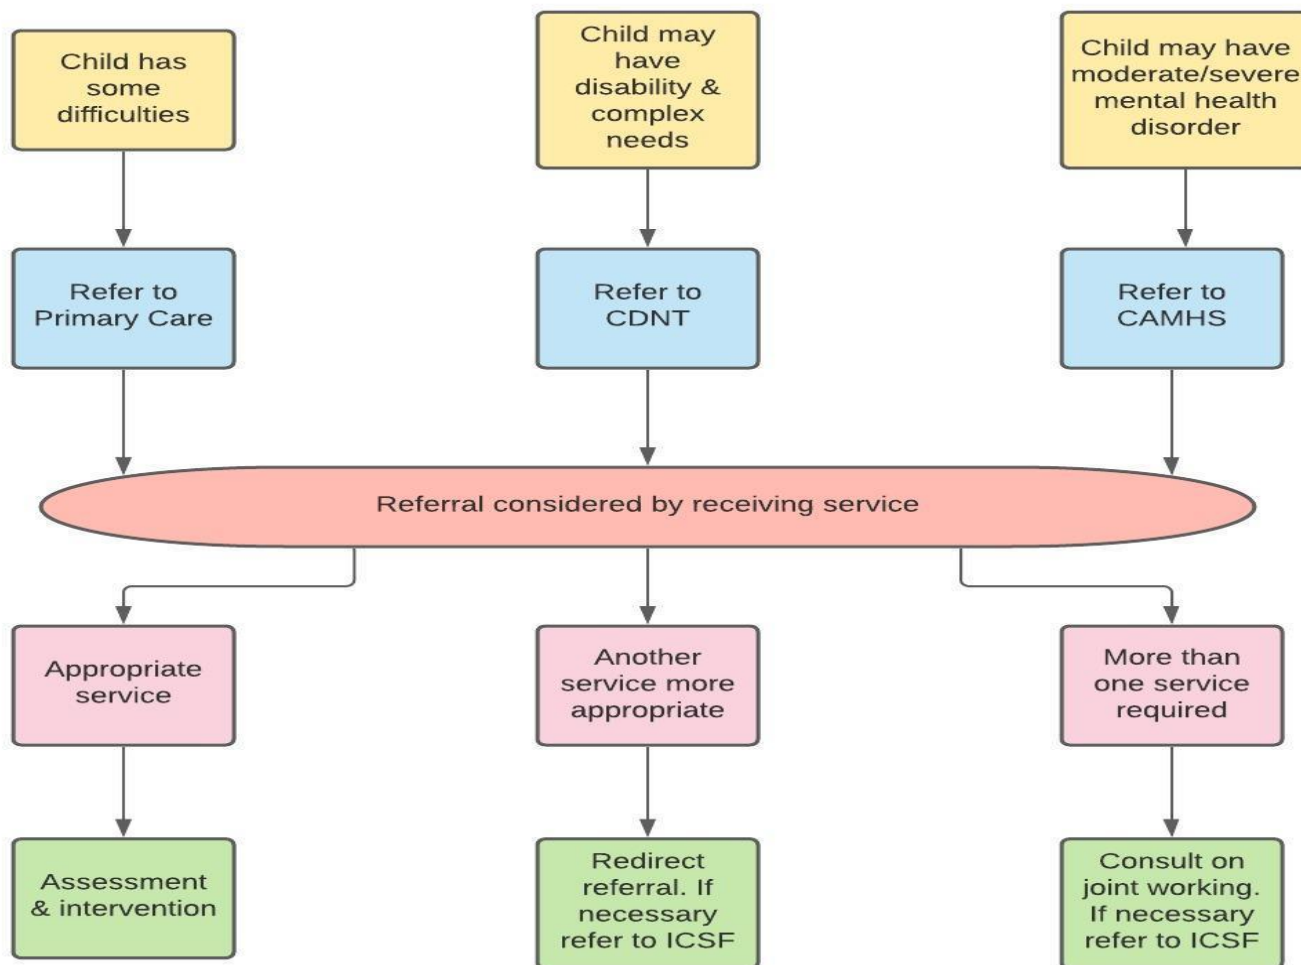 Child has
some
difficulties
Child may
have
disability &
complex
needs
Child may have
moderate/severe
mental health
disorder
Refer to
Primary Care
Refer to
CDNT
Refer to
CAMHS
Referral considered by receiving service
Appropriate
service
Another
service more
appropriate
More than
one service
required
Assessment
& intervention
Redirect
referral. If
necessary
refer to ICSF
Consult on
joint working.
If necessary
refer to ICSF